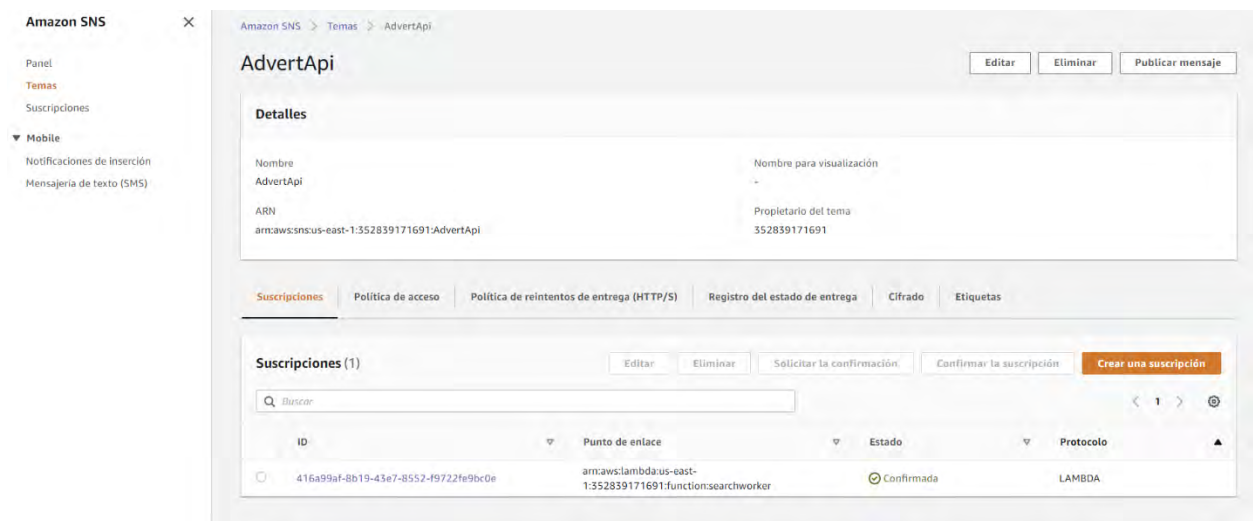 Amazon SNS
Panel
Temas
Suscripciones
Mobile
Notificaciones de inserción
Mensajería de texto (SMS)
Amazon SNS > Temas > AdvertApi
AdvertApi
Editar Eliminar Publicar mensaje
Detalles
Nombre
AdvertApi
Nombre para visualización
-
ARN
arn:aws:sns:us-east-1:352839171691:AdvertApi
Propietario del tema
352839171691
Suscripciones Política de acceso Política de reintentos de entrega (HTTP/S) Registro del estado de entrega Cifrado Etiquetas
Suscripciones (1)
Editar Eliminar Solicitar la confirmación Confirmar la suscripción Crear una suscripción
Buscar
< 1 >
ID Punto de enlace Estado Protocolo
416a99af-8b19-43e7-8552-f9722fe9bc0e
arn:aws:lambda:us-east-
1:352839171691:function:searchworker
Confirmada
LAMBDA